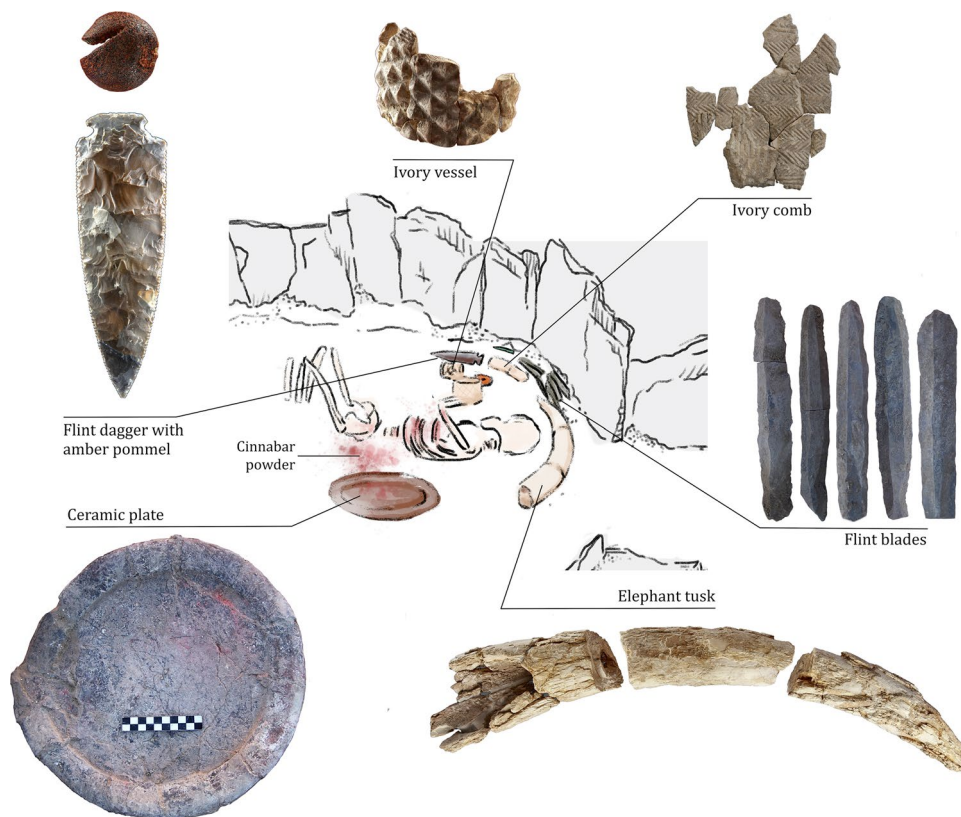 Ivory vessel
Ivory comb
Flint dagger with
amber pommel
Cinnabar
powder
Ceramic plate
Flint blades
Elephant tusk